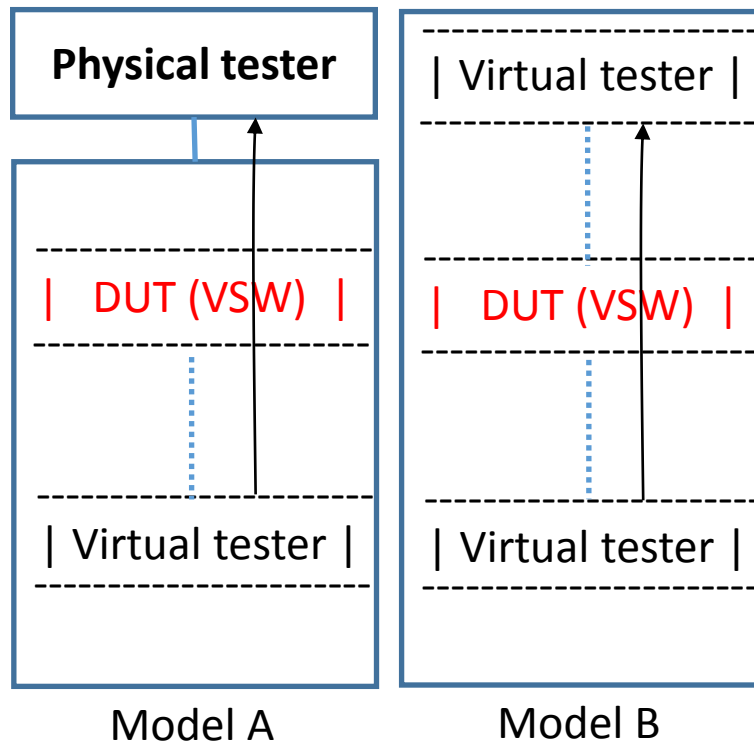 Physical tester
| DUT (VSW) |
| Virtual tester |
Model A
| Virtual tester |
| DUT (VSW) |
| Virtual tester |
Model B